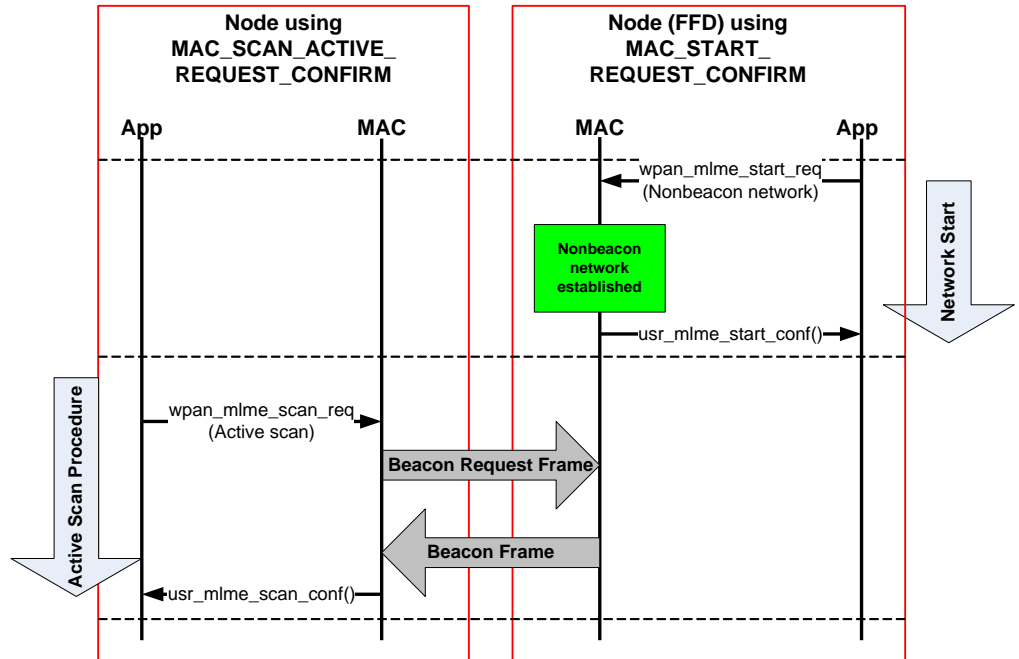 Node using
MAC_SCAN_ACTIVE_
REQUEST_CONFIRM
Node (FFD) using
MAC_START_
REQUEST_CONFIRM
App
MAC
MAC
App
wpan_mlme_start_req
(Nonbeacon network)
Nonbeacon
network
established
Network Start
usr_mlme_start_conf()
wpan_mlme_scan_req
(Active scan)
Active Scan Procedure
Beacon Request Frame
Beacon Frame
usr_mlme_scan_conf()